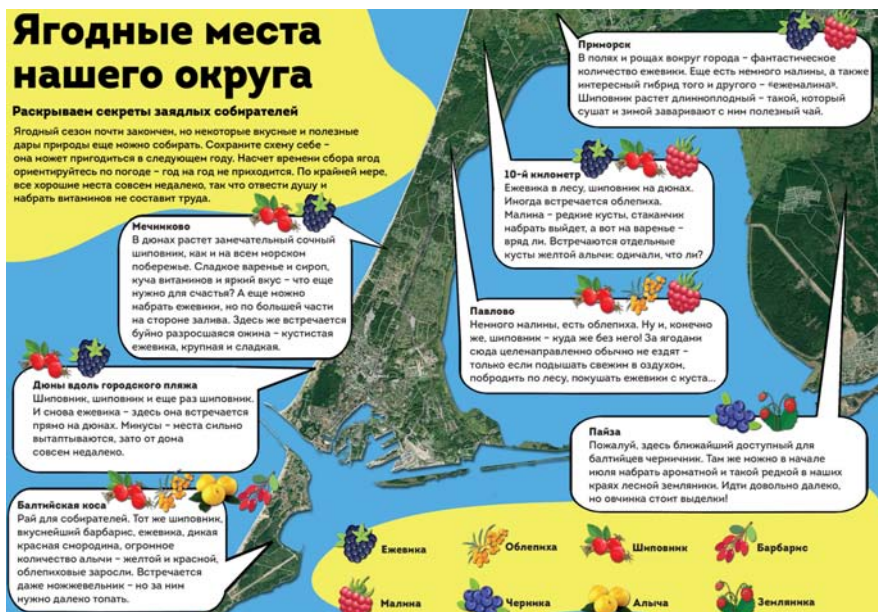 Ягодные места
нашего округа
Раскрываем секреты заядлых собирателей
Ягодный сезон почти закончен, но некоторые вкусные и полезные
дары природы еще можно собирать. Сохраните схему себе –
она может пригодиться в следующем году. Насчет времени сбора ягод
ориентируйтесь по погоде – год на год не приходится. По крайней мере,
все хорошие места совсем недалеко, так что отвести душу и
набрать витаминов не составит труда.
Приморск
В полях и рощах вокруг города – фантастическое
количество ежевики. Еще есть немного малины, а также
интересный гибрид того и другого – «ежемалина».
Шиповник растет длинноплодный – такой, который
сушат и зимой заваривают с ним полезный чай.
10-й километр
Ежевика в лесу, шиповник на дюнах.
Иногда встречается облепиха.
Малина – редкие кусты, стаканчик
набрать выйдет, а вот на варенье –
вряд ли. Встречаются отдельные
кусты желтой алычи: одичали, что ли?
Мечниково
В дюнах растет замечательный сочный
шиповник, как и на всем морском
побережье. Сладкое варенье и сироп,
куча витаминов и яркий вкус – что еще
нужно для счастья? А еще можно
набрать ежевики, но по большей части
на стороне залива. Здесь же встречается
буйно разросшаяся ожина – кустистая
ежевика, крупная и сладкая.
Павлово
Немного малины, есть облепиха. Ну и, конечно
же, шиповник – куда же без него! За ягодами
сюда целенаправленно обычно не ездят –
только если подышать свежим в оздухом,
побродить по лесу, покушать ежевики с куста...
Дюны вдоль городского пляжа
Шиповник, шиповник и еще раз шиповник.
И снова ежевика – здесь она встречается
прямо на дюнах. Минусы – места сильно
вытаптываются, зато от дома
совсем недалеко.
Пайза
Пожалуй, здесь ближайший доступный для
балтийцев черничник. Там же можно в начале
июля набрать ароматной и такой редкой в наших
краях лесной земляники. Идти довольно далеко,
но овчинка стоит выделки!
Балтийская коса
Рай для собирателей. Тот же шиповник,
вкуснейший барбарис, ежевика, дикая
красная смородина, огромное
количество алычи – желтой и красной,
облепиховые заросли. Встречается
даже можжевельник – но за ним
нужно далеко топать.
Ежевика
Облепиха
Шиповник
Барбарис
Малина
Черника
Алыча
Земляника